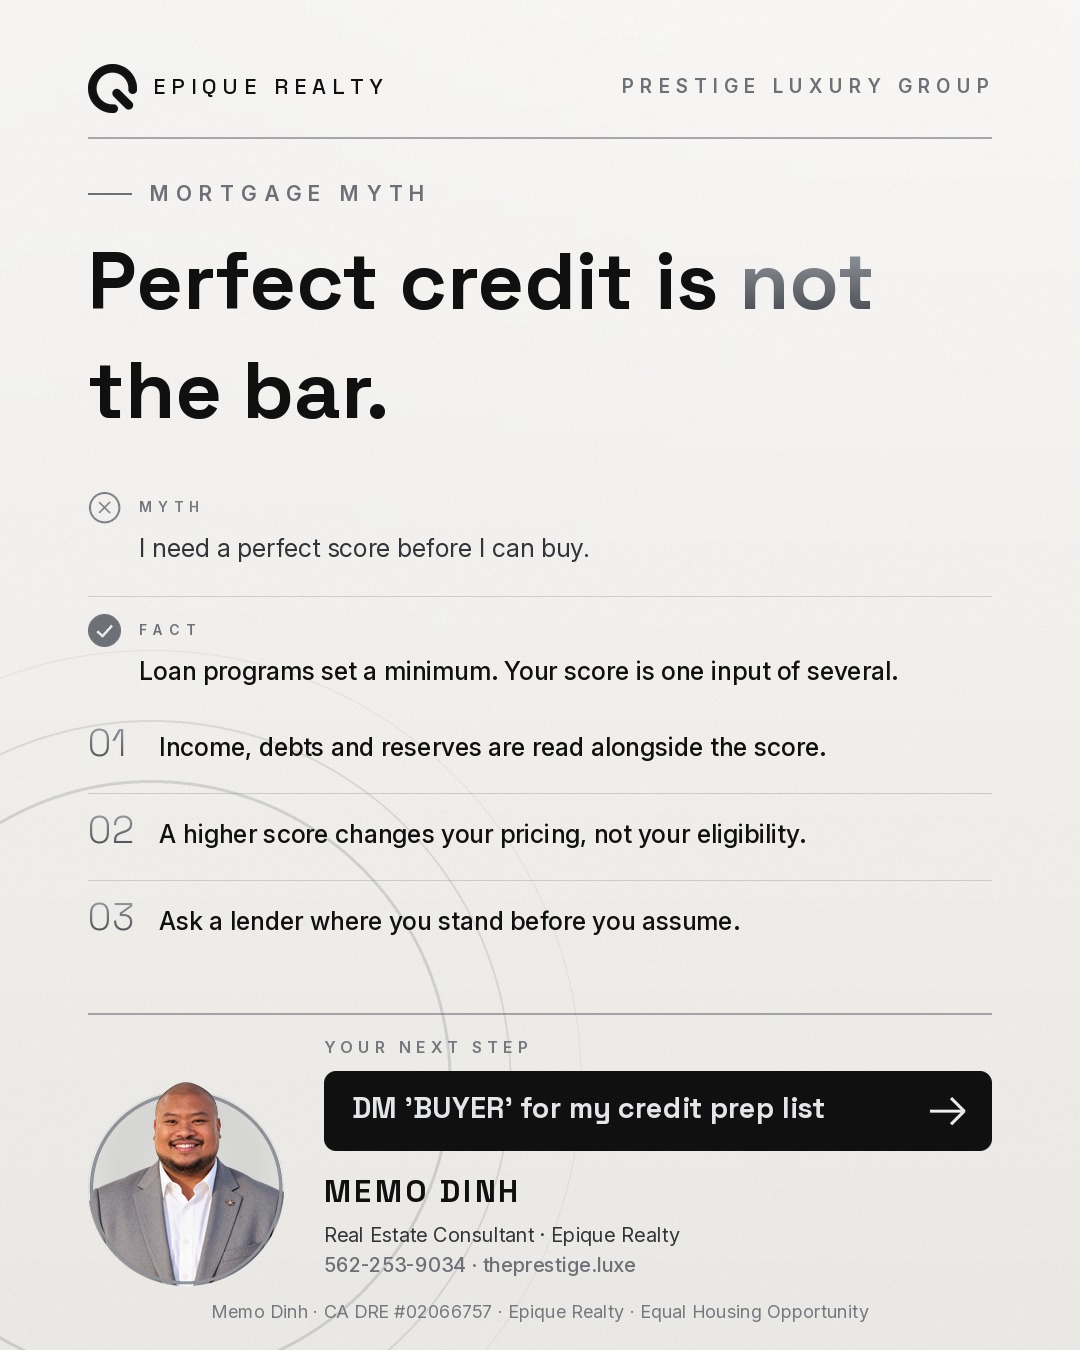 EPIQUE REALTY
PRESTIGE LUXURY GROUP
MORTGAGE MYTH
Perfect credit is not
the bar.
MYTH
I need a perfect score before I can buy.
FACT
Loan programs set a minimum. Your score is one input of several.
01 Income, debts and reserves are read alongside the score.
02 A higher score changes your pricing, not your eligibility.
03 Ask a lender where you stand before you assume.
YOUR NEXT STEP
DM ’BUYER’ for my credit prep list
MEMO DINH
Real Estate Consultant · Epique Realty
562-253-9034 · theprestige.luxe
Memo Dinh · CA DRE #02066757 · Epique Realty · Equal Housing Opportunity